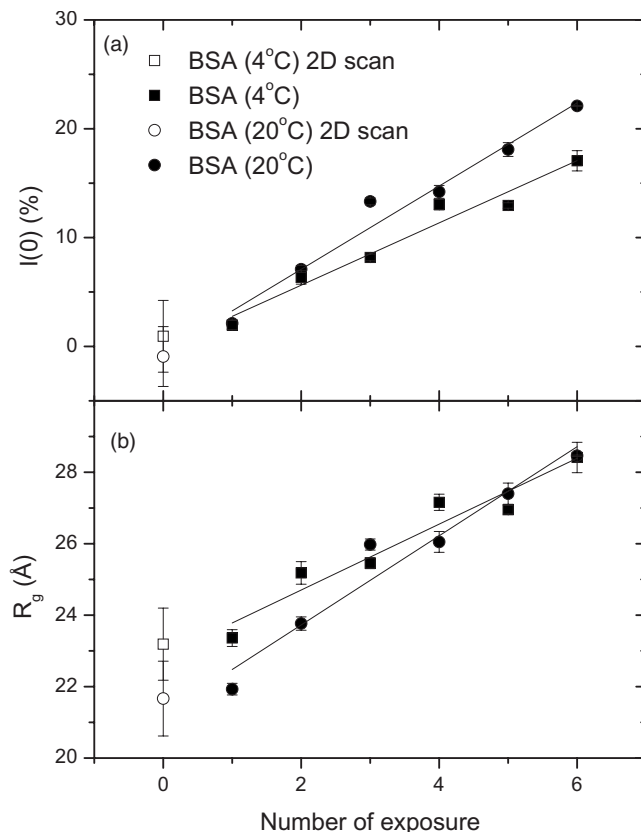 (a)
BSA (4°C) 2D scan
BSA (4°C)
BSA (20°C) 2D scan
BSA (20°C)
30
20
10
0
I(0) (%)
(b)
28
26
24
22
20
R_g (Å)
0 2 4 6
Number of exposure